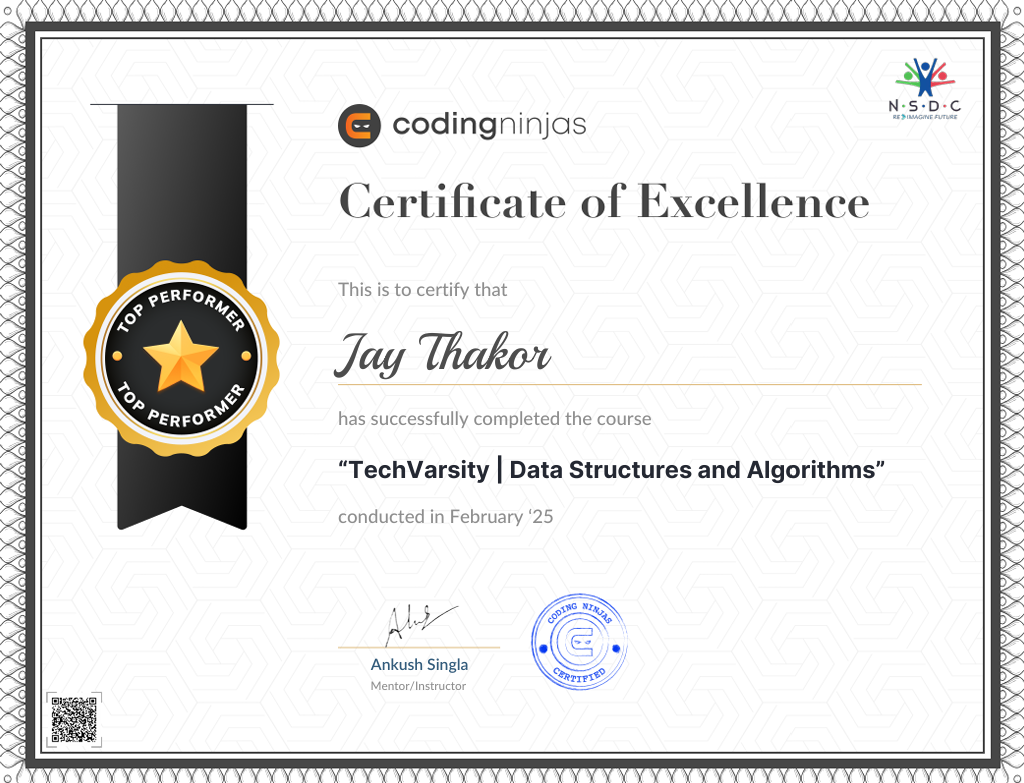 N·S·D·C
RE IMAGINE FUTURE
codingninjas
Certificate of Excellence
This is to certify that
TOP PERFORMER
TOP PERFORMER
Jay Thakor
has successfully completed the course
“TechVarsity | Data Structures and Algorithms”
conducted in February ‘25
CODING NINJAS
CERTIFIED
Ankush Singla
Mentor/Instructor